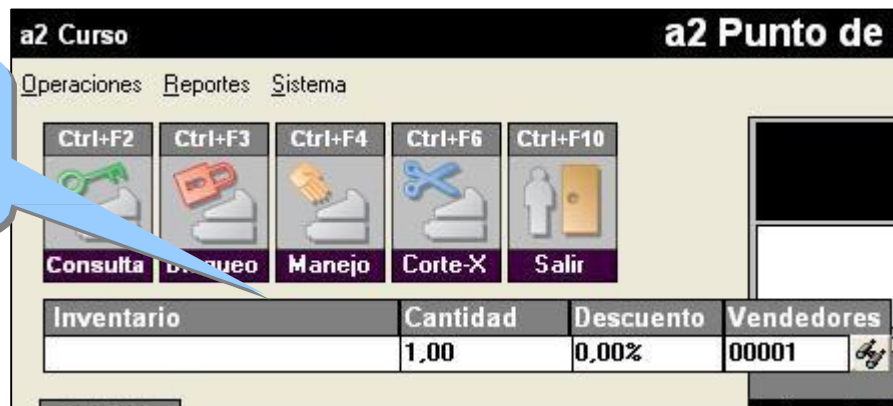 a2 Curso a2 Punto de
Operaciones Reportes Sistema
Ctrl+F2 Ctrl+F3 Ctrl+F4 Ctrl+F6 Ctrl+F10
Consulta Manejo Corte-X Salir
Inventario Cantidad Descuento Vendedores
1,00 0,00% 00001